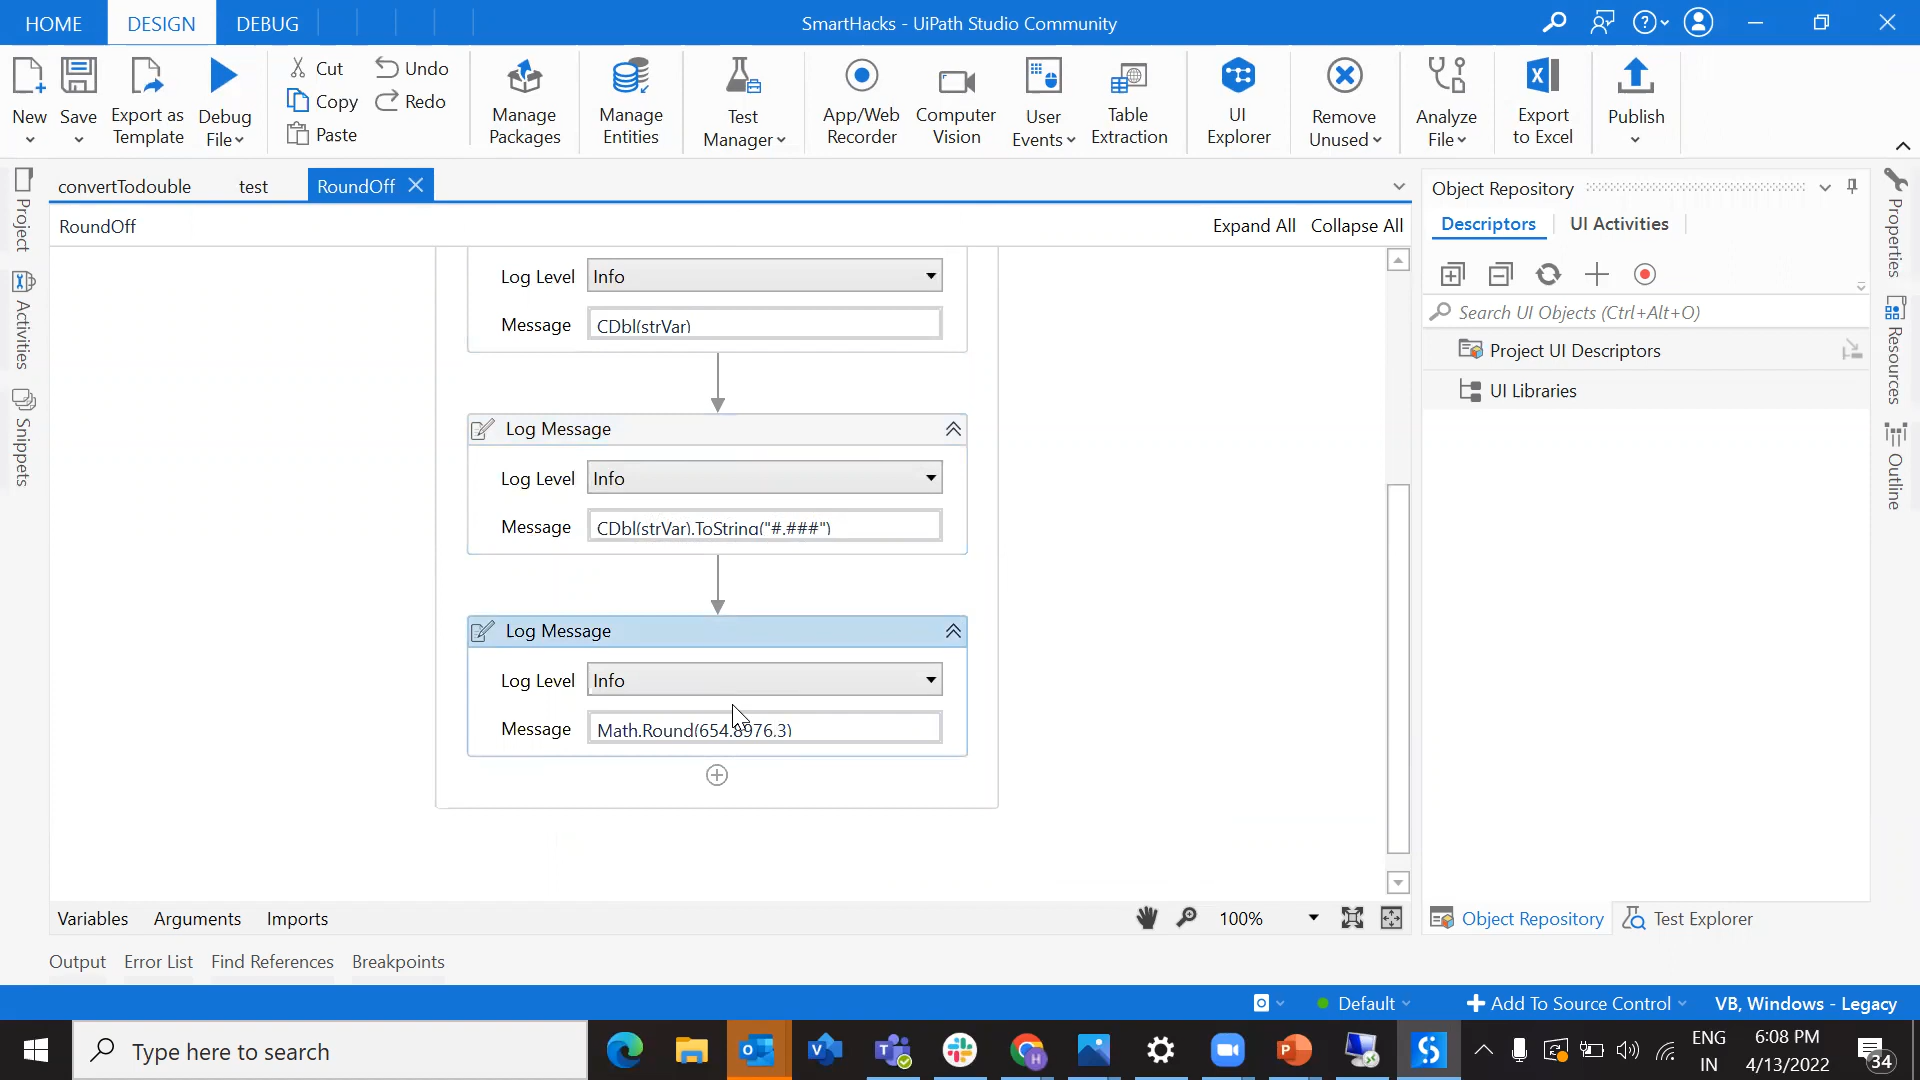 HOME
DESIGN
DEBUG
SmartHacks - UiPath Studio Community
New
Save
Export as Template
Debug File
Cut
Copy
Paste
Undo
Redo
Manage Packages
Manage Entities
Test Manager
App/Web Recorder
Computer Vision
User Events
Table Extraction
UI Explorer
Remove Unused
Analyze File
Export to Excel
Publish
convertTodouble
test
RoundOff
RoundOff
Expand All
Collapse All
Project
Activities
Snippets
Log Level
Info
Message
CDbl(strVar)
Log Message
Log Level
Info
Message
CDbl(strVar).ToString("#.###")
Log Message
Log Level
Info
Message
Math.Round(654.8976,3)
Object Repository
Descriptors
UI Activities
Search UI Objects (Ctrl+Alt+O)
Project UI Descriptors
UI Libraries
Properties
Resources
Outline
Variables
Arguments
Imports
100%
Object Repository
Test Explorer
Output
Error List
Find References
Breakpoints
Default
Add To Source Control
VB, Windows - Legacy
Type here to search
ENG
IN
6:08 PM
4/13/2022
34